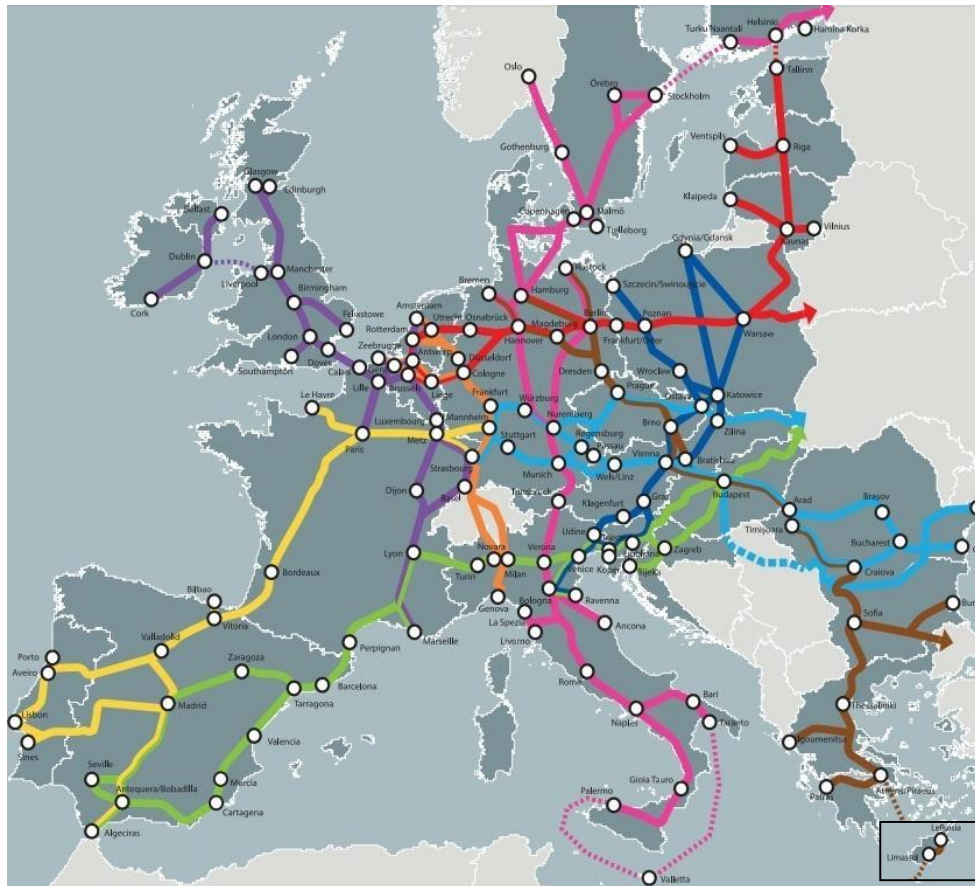 Helsinki
Turku Naantali
Hamina Korka
Oslo
Tallinn
Örebro
Stockholm
Ventspils
Riga
Gothenburg
Glasgow
Edinburgh
Klaipeda
Belfast
Copenhagen
Malmö
Trelleborg
Vilnius
Kaunas
Gdynia/Gdansk
Dublin
Liverpool
Manchester
Rostock
Birmingham
Bremen
Hamburg
Szczecin/Swinoujscie
Cork
Felixstowe
Amsterdam
Utrecht
Osnabrück
Magdeburg
Berlin
Poznan
Rotterdam
London
Hannover
Frankfurt/Oder
Warsaw
Zeebrugge
Antwerp
Düsseldorf
Southampton
Dover
Calais
Gent
Cologne
Dresden
Wroclaw
Lille
Brussels
Liege
Prague
Katowice
Le Havre
Frankfurt
Würzburg
Ostava
Luxembourg
Mannheim
Nuremberg
Brno
Zilina
Paris
Metz
Stuttgart
Regensburg
Passau
Vienna
Strasbourg
Munich
Wels/Linz
Bratislava
Dijon
Basel
Budapest
Innsbruck
Graz
Arad
Brasov
Klagenfurt
Timişoara
Udine
Bucharest
Lyon
Novara
Verona
Ljubljana
Zagreb
Turin
Milan
Venice
Koper
Rijeka
Craiova
Bordeaux
Bilbao
Genova
Bologna
Ravenna
Vitoria
La Spezia
Sofia
Bur
Valladolid
Marseille
Livorno
Ancona
Porto
Zaragoza
Perpignan
Aveiro
Roma
Madrid
Barcelona
Tarragona
Bari
Lisbon
Naples
Otranto
Thessaliniki
Sines
Valencia
Igoumenitsa
Seville
Murcia
Gioia Tauro
Athens/Piraeus
Antequera/Bobadilla
Palermo
Patras
Cartagena
Algeciras
Lefkosia
Limassol
Valletta